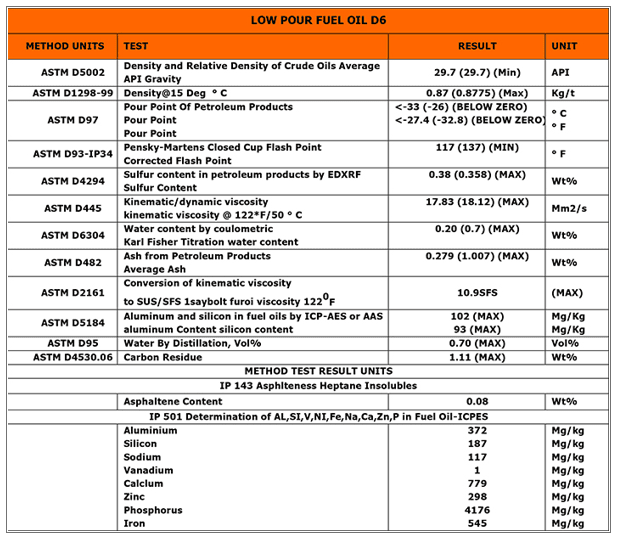 LOW POUR FUEL OIL D6
METHOD UNITS TEST RESULT UNIT
ASTM D5002 Density and Relative Density of Crude Oils Average API Gravity 29.7 (29.7) (Min) API
ASTM D1298-99 Density@15 Deg ° C 0.87 (0.8775) (Max) Kg/t
ASTM D97 Pour Point Of Petroleum Products <-33 (-26) (BELOW ZERO) ° C
Pour Point <-27.4 (-32.8) (BELOW ZERO) ° F
Pour Point
ASTM D93-IP34 Pensky-Martens Closed Cup Flash Point 117 (137) (MIN) ° F
Corrected Flash Point
ASTM D4294 Sulfur content in petroleum products by EDXRF 0.38 (0.358) (MAX) Wt%
Sulfur Content
ASTM D445 Kinematic/dynamic viscosity 17.83 (18.12) (MAX) Mm2/s
kinematic viscosity @ 122*F/50 ° C
ASTM D6304 Water content by coulometric 0.20 (0.7) (MAX) Wt%
Karl Fisher Titration water content
ASTM D482 Ash from Petroleum Products 0.279 (1.007) (MAX) Wt%
Average Ash
ASTM D2161 Conversion of kinematic viscosity 10.9SFS (MAX)
to SUS/SFS 1saybolt furoi viscosity 122⁰F
ASTM D5184 Aluminum and silicon in fuel oils by ICP-AES or AAS 102 (MAX) Mg/Kg
aluminum Content silicon content 93 (MAX) Mg/Kg
ASTM D95 Water By Distillation, Vol% 0.70 (MAX) Vol%
ASTM D4530.06 Carbon Residue 1.11 (MAX) Wt%
METHOD TEST RESULT UNITS
IP 143 Asphlteness Heptane Insolubles
Asphaltene Content 0.08 Wt%
IP 501 Determination of AL,SI,V,NI,Fe,Na,Ca,Zn,P in Fuel Oil-ICPES
Aluminium 372 Mg/kg
Silicon 187 Mg/kg
Sodium 117 Mg/kg
Vanadium 1 Mg/kg
Calclum 779 Mg/kg
Zinc 298 Mg/kg
Phosphorus 4176 Mg/kg
Iron 545 Mg/kg